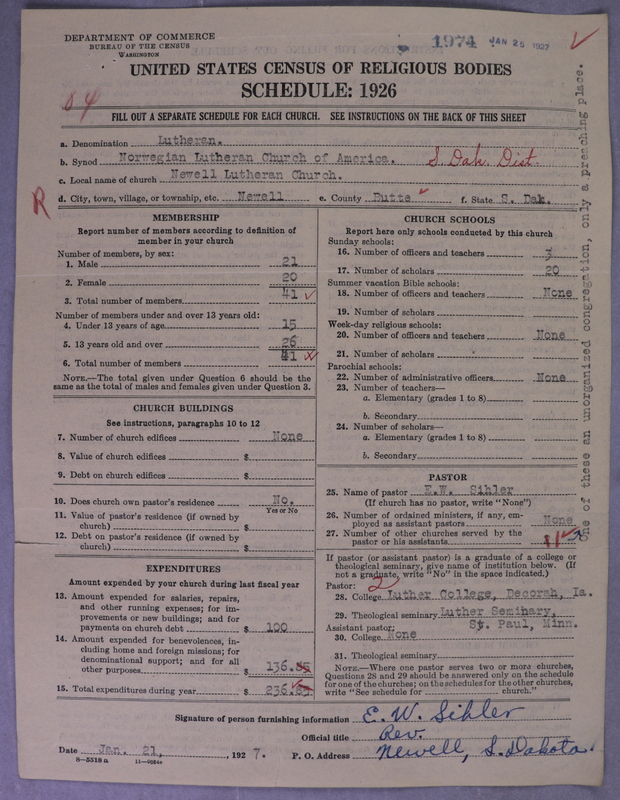 DEPARTMENT OF COMMERCE
BUREAU OF THE CENSUS
WASHINGTON
1974 JAN 25 1927
UNITED STATES CENSUS OF RELIGIOUS BODIES
SCHEDULE: 1926
84
FILL OUT A SEPARATE SCHEDULE FOR EACH CHURCH. SEE INSTRUCTIONS ON THE BACK OF THIS SHEET
a. Denomination Lutheran.
b. Synod Norwegian Lutheran Church of America. S. Dak. Dist.
c. Local name of church Newell Lutheran Church.
R
d. City, town, village, or township, etc. Newell e. County Butte f. State S. Dak.
MEMBERSHIP
Report number of members according to definition of
member in your church
Number of members, by sex:
1. Male 21
2. Female 20
3. Total number of members 41
Number of members under and over 13 years old:
4. Under 13 years of age 15
5. 13 years old and over 26
6. Total number of members 41
NOTE.—The total given under Question 6 should be the
same as the total of males and females given under Question 3.
CHURCH BUILDINGS
See instructions, paragraphs 10 to 12
7. Number of church edifices None
8. Value of church edifices $
9. Debt on church edifices $
10. Does church own pastor's residence No.
Yes or No
11. Value of pastor's residence (if owned by
church) $
12. Debt on pastor's residence (if owned by
church) $
EXPENDITURES
Amount expended by your church during last fiscal year
13. Amount expended for salaries, repairs,
and other running expenses; for im-
provements or new buildings; and for
payments on church debt $ 100
14. Amount expended for benevolences, in-
cluding home and foreign missions; for
denominational support; and for all
other purposes $ 136.85
15. Total expenditures during year $ 236.85
CHURCH SCHOOLS
Report here only schools conducted by this church
Sunday schools:
16. Number of officers and teachers 3
17. Number of scholars 20
Summer vacation Bible schools:
18. Number of officers and teachers None
19. Number of scholars
Week-day religious schools:
20. Number of officers and teachers None
21. Number of scholars
Parochial schools:
22. Number of administrative officers None
23. Number of teachers—
a. Elementary (grades 1 to 8)
b. Secondary
24. Number of scholars—
a. Elementary (grades 1 to 8)
b. Secondary
PASTOR
25. Name of pastor E.W. Sihler
(If church has no pastor, write "None")
26. Number of ordained ministers, if any, em-
ployed as assistant pastors None
27. Number of other churches served by the
pastor or his assistants
If pastor (or assistant pastor) is a graduate of a college or
theological seminary, give name of institution below. (If
not a graduate, write "No" in the space indicated.)
Pastor: 2
28. College Luther College, Decorah, Ia.
29. Theological seminary Luther Seminary,
Assistant pastor: St. Paul, Minn.
30. College None
31. Theological seminary
NOTE.—Where one pastor serves two or more churches,
Questions 28 and 29 should be answered only on the schedule
for one of the churches; on the schedules for the other churches,
write "See schedule for church."
ne of these an unorganized congregation, only a preaching place.
Signature of person furnishing information E. W. Sihler
Official title Rev.
Date Jan. 21, 1927. P. O. Address Newell, S. Dakota.
8—5518 a